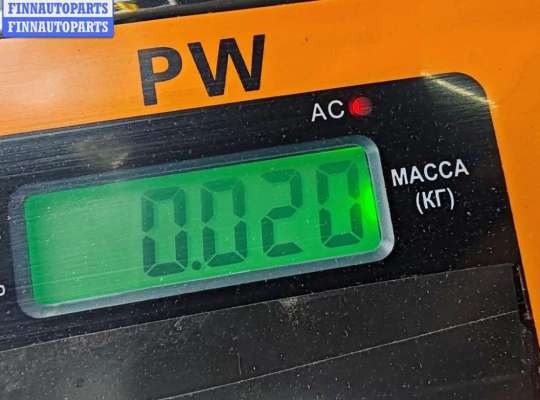 FINNAUTOPARTS
FINNAUTOPARTS
PW
AC
0.020
МАССА
(КГ)